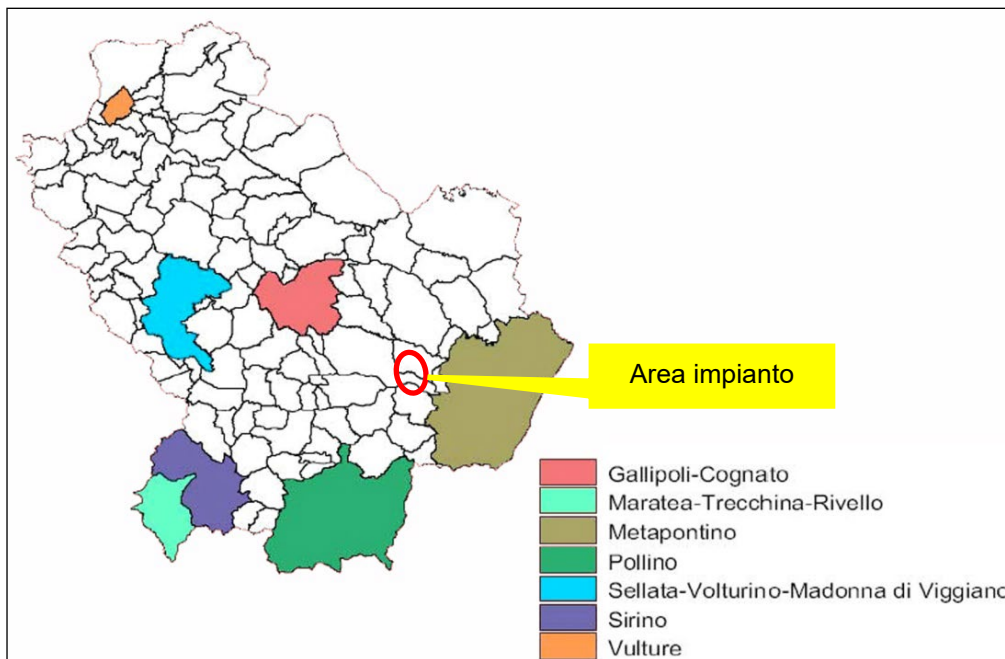 Area impianto
Gallipoli-Cognato
Maratea-Trecchina-Rivello
Metapontino
Pollino
Sellata-Volturino-Madonna di Viggiano
Sirino
Vulture